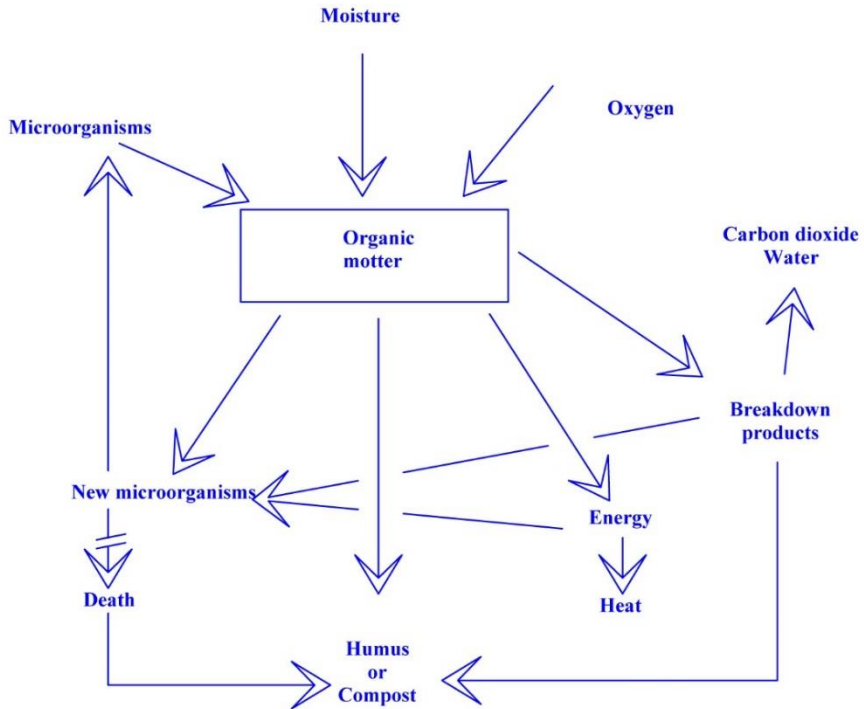 Moisture
Oxygen
Microorganisms
Organic
motter
Carbon dioxide
Water
Breakdown
products
New microorganisms
Energy
Death
Heat
Humus
or
Compost